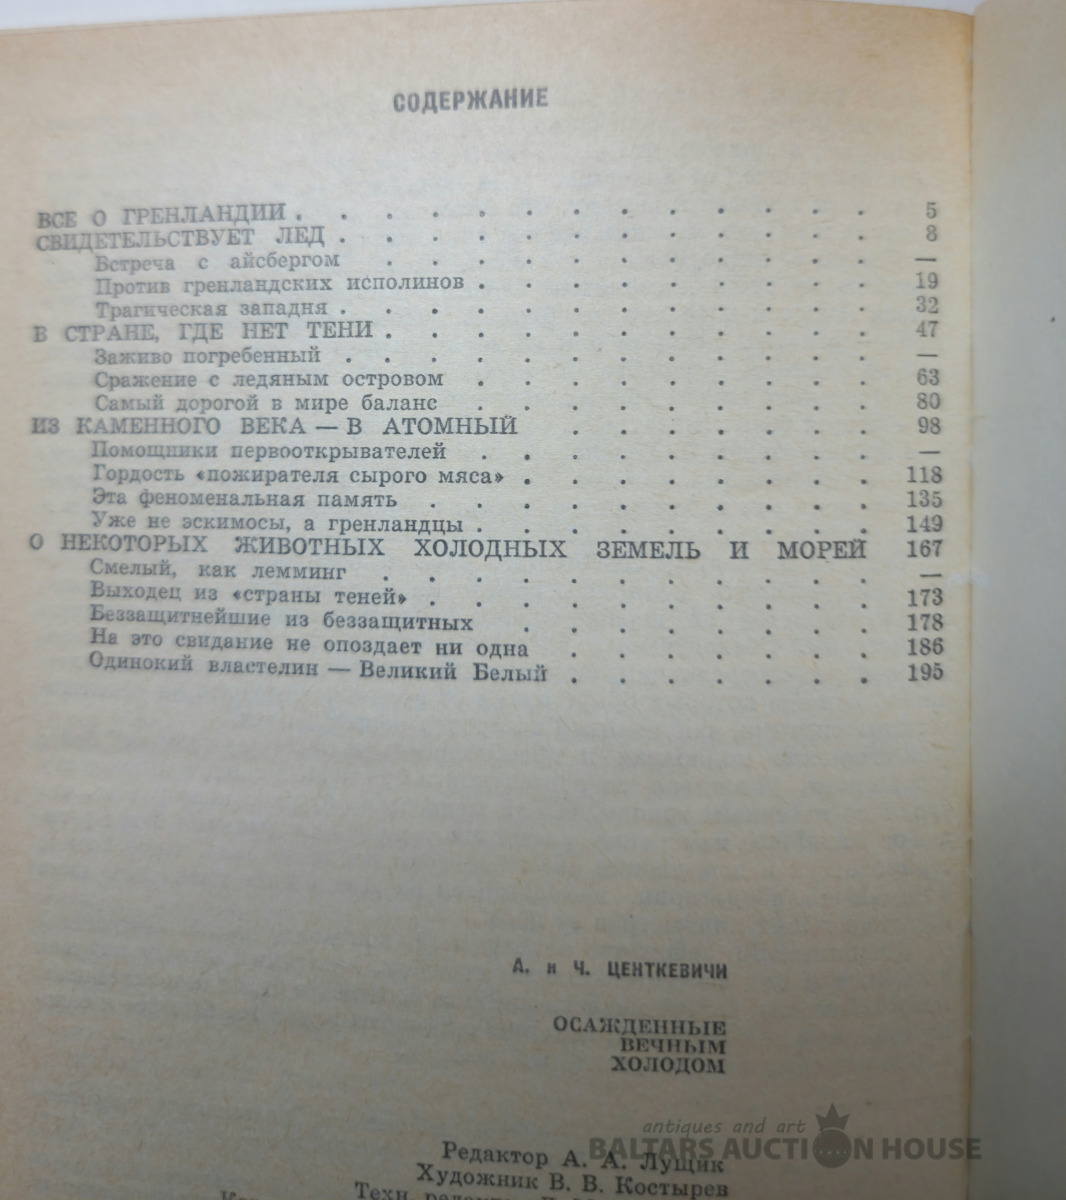 СОДЕРЖАНИЕ
ВСЕ О ГРЕНЛАНДИИ . . . . . . . . . . . . . 5
СВИДЕТЕЛЬСТВУЕТ ЛЕД . . . . . . . . . . . . 8
Встреча с айсбергом . . . . . . . . . . . —
Против гренландских исполинов . . . . . . . . . 19
Трагическая западня . . . . . . . . . . . . 32
В СТРАНЕ, ГДЕ НЕТ ТЕНИ . . . . . . . . . . . 47
Заживо погребенный . . . . . . . . . . . . —
Сражение с ледяным островом . . . . . . . . . 63
Самый дорогой в мире баланс . . . . . . . . . 80
ИЗ КАМЕННОГО ВЕКА — В АТОМНЫЙ . . . . . . . 98
Помощники первооткрывателей . . . . . . . . . —
Гордость «пожирателя сырого мяса» . . . . . . . . 118
Эта феноменальная память . . . . . . . . . . 135
Уже не эскимосы, а гренландцы . . . . . . . . . 149
О НЕКОТОРЫХ ЖИВОТНЫХ ХОЛОДНЫХ ЗЕМЕЛЬ И МОРЕЙ 167
Смелый, как лемминг . . . . . . . . . . . —
Выходец из «страны теней» . . . . . . . . . . 173
Беззащитнейшие из беззащитных . . . . . . . . 178
На это свидание не опоздает ни одна . . . . . . . 186
Одинокий властелин — Великий Белый . . . . . . . 195
А. и Ч. ЦЕНТКЕВИЧИ
ОСАЖДЕННЫЕ
ВЕЧНЫМ
ХОЛОДОМ
Редактор А. А. Лущик
Художник В. В. Костырев
Техн.
antiques and art
BALTARS AUCTION HOUSE